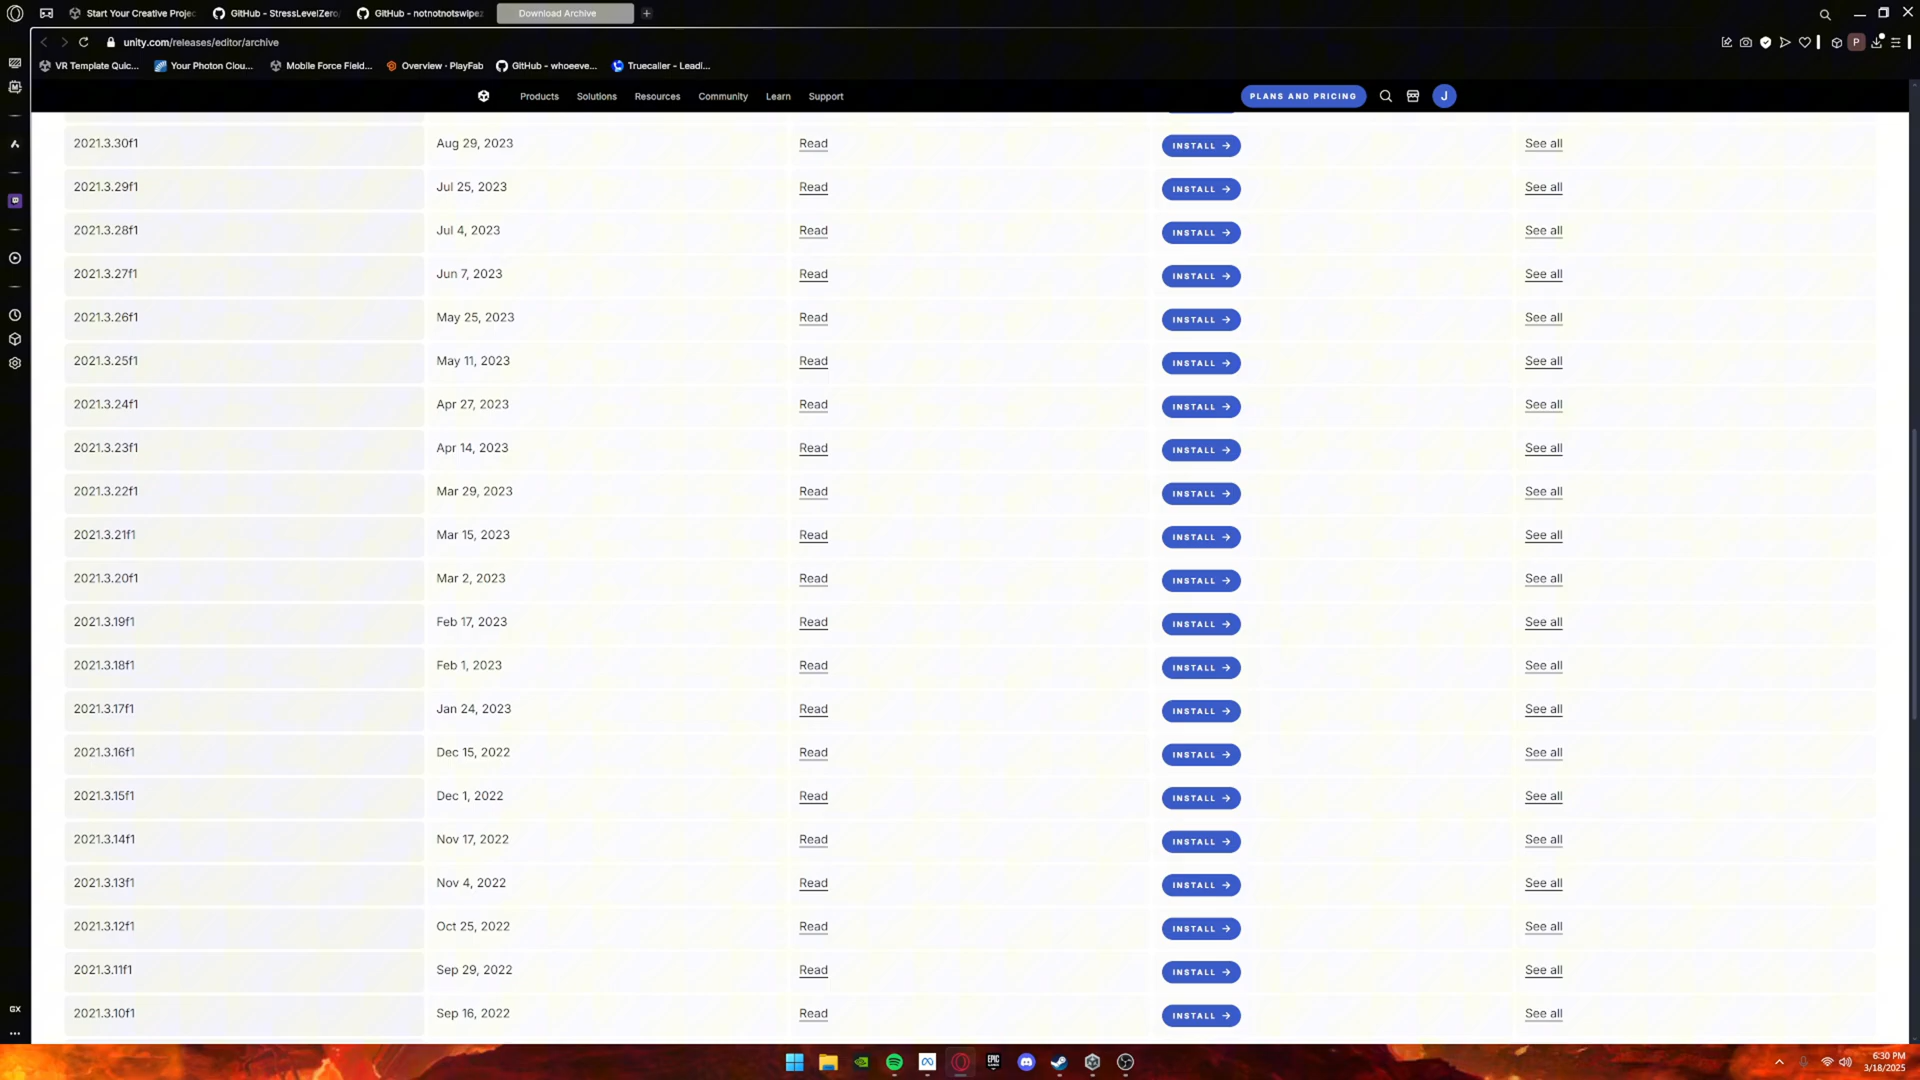 Start Your Creative Projec GitHub - StressLevelZero/ GitHub - notnotnotswipez Download Archive
unity.com/releases/editor/archive
VR Template Quic... Your Photon Clou... Mobile Force Field... Overview - PlayFab GitHub - whoeeve... Truecaller - Leadi...
Products Solutions Resources Community Learn Support PLANS AND PRICING J
2021.3.30f1 Aug 29, 2023 Read INSTALL → See all
2021.3.29f1 Jul 25, 2023 Read INSTALL → See all
2021.3.28f1 Jul 4, 2023 Read INSTALL → See all
2021.3.27f1 Jun 7, 2023 Read INSTALL → See all
2021.3.26f1 May 25, 2023 Read INSTALL → See all
2021.3.25f1 May 11, 2023 Read INSTALL → See all
2021.3.24f1 Apr 27, 2023 Read INSTALL → See all
2021.3.23f1 Apr 14, 2023 Read INSTALL → See all
2021.3.22f1 Mar 29, 2023 Read INSTALL → See all
2021.3.21f1 Mar 15, 2023 Read INSTALL → See all
2021.3.20f1 Mar 2, 2023 Read INSTALL → See all
2021.3.19f1 Feb 17, 2023 Read INSTALL → See all
2021.3.18f1 Feb 1, 2023 Read INSTALL → See all
2021.3.17f1 Jan 24, 2023 Read INSTALL → See all
2021.3.16f1 Dec 15, 2022 Read INSTALL → See all
2021.3.15f1 Dec 1, 2022 Read INSTALL → See all
2021.3.14f1 Nov 17, 2022 Read INSTALL → See all
2021.3.13f1 Nov 4, 2022 Read INSTALL → See all
2021.3.12f1 Oct 25, 2022 Read INSTALL → See all
2021.3.11f1 Sep 29, 2022 Read INSTALL → See all
2021.3.10f1 Sep 16, 2022 Read INSTALL → See all
GX
P
EPIC
6:30 PM
3/18/2025